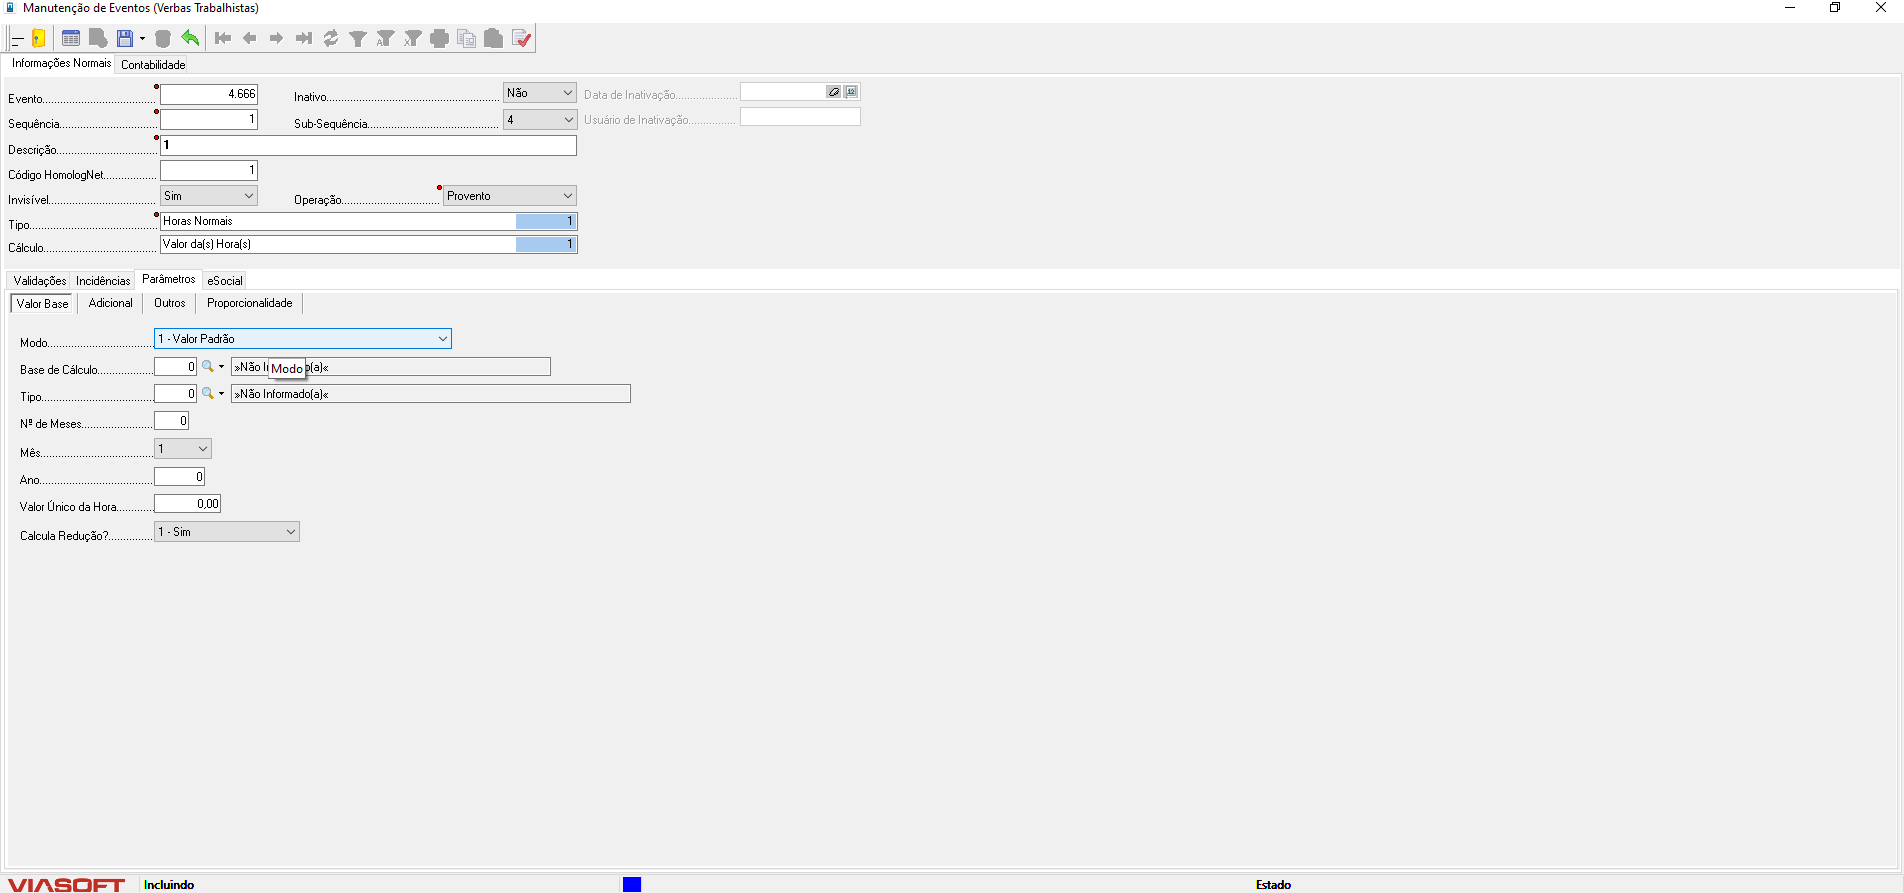 Manutenção de Eventos (Verbas Trabalhistas)
Informações Normais Contabilidade
Evento 4.666 Inativo Não Data de Inativação
Sequência 1 Sub-Sequência 4 Usuário de Inativação
Descrição 1
Código HomologNet 1
Invisível Sim Operação Provento
Tipo Horas Normais 1
Cálculo Valor da(s) Hora(s) 1
Validações Incidências Parâmetros eSocial
Valor Base Adicional Outros Proporcionalidade
Modo 1 - Valor Padrão
Base de Cálculo 0 »Não In Modo o(a)«
Tipo 0 »Não Informado(a)«
Nº de Meses 0
Mês 1
Ano 0
Valor Único da Hora 0,00
Calcula Redução? 1 - Sim
VIASOFT Incluindo Estado